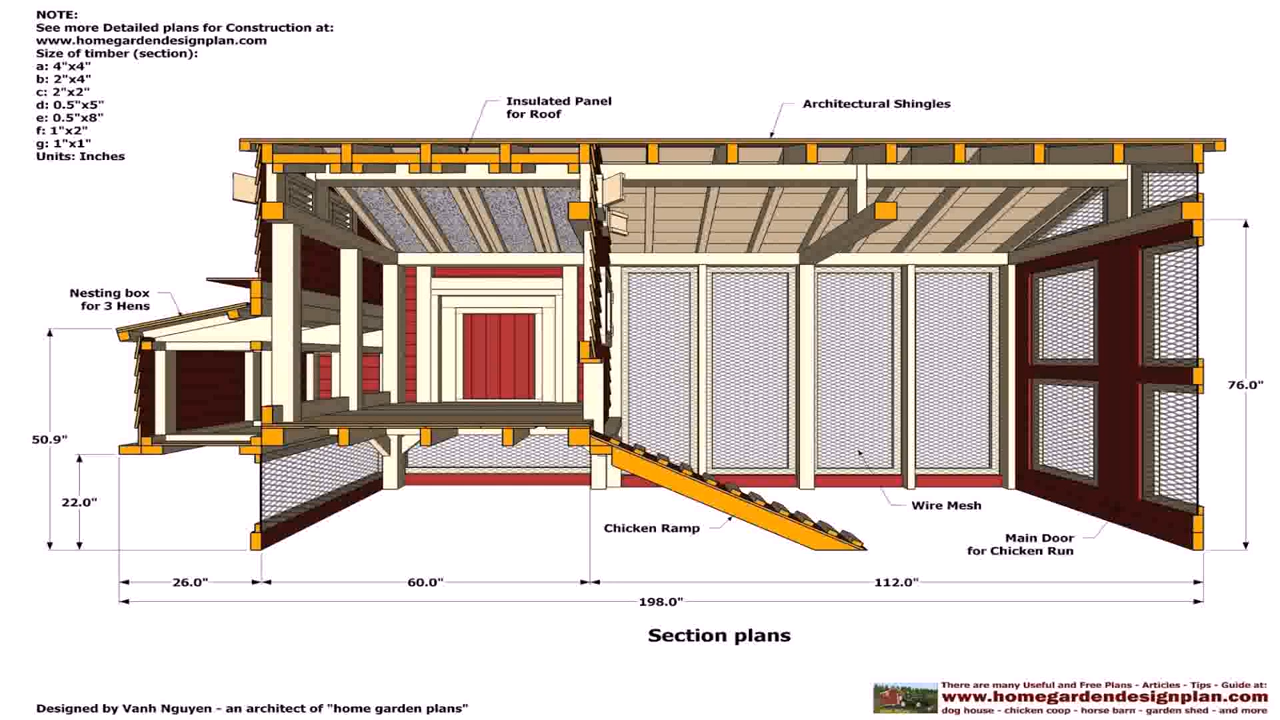 NOTE:
See more Detailed plans for Construction at:
www.homegardendesignplan.com
Size of timber (section):
a: 4"x4"
b: 2"x4"
c: 2"x2"
d: 0.5"x5"
e: 0.5"x8"
f: 1"x2"
g: 1"x1"
Units: Inches
Insulated Panel
for Roof
Architectural Shingles
Nesting box
for 3 Hens
50.9"
22.0"
76.0"
Chicken Ramp
Wire Mesh
Main Door
for Chicken Run
26.0"
60.0"
112.0"
198.0"
Section plans
Designed by Vanh Nguyen - an architect of "home garden plans"
There are many Useful and Free Plans - Articles - Tips - Guide at:
www.homegardendesignplan.com
dog house - chicken coop - horse barn - garden shed - and more